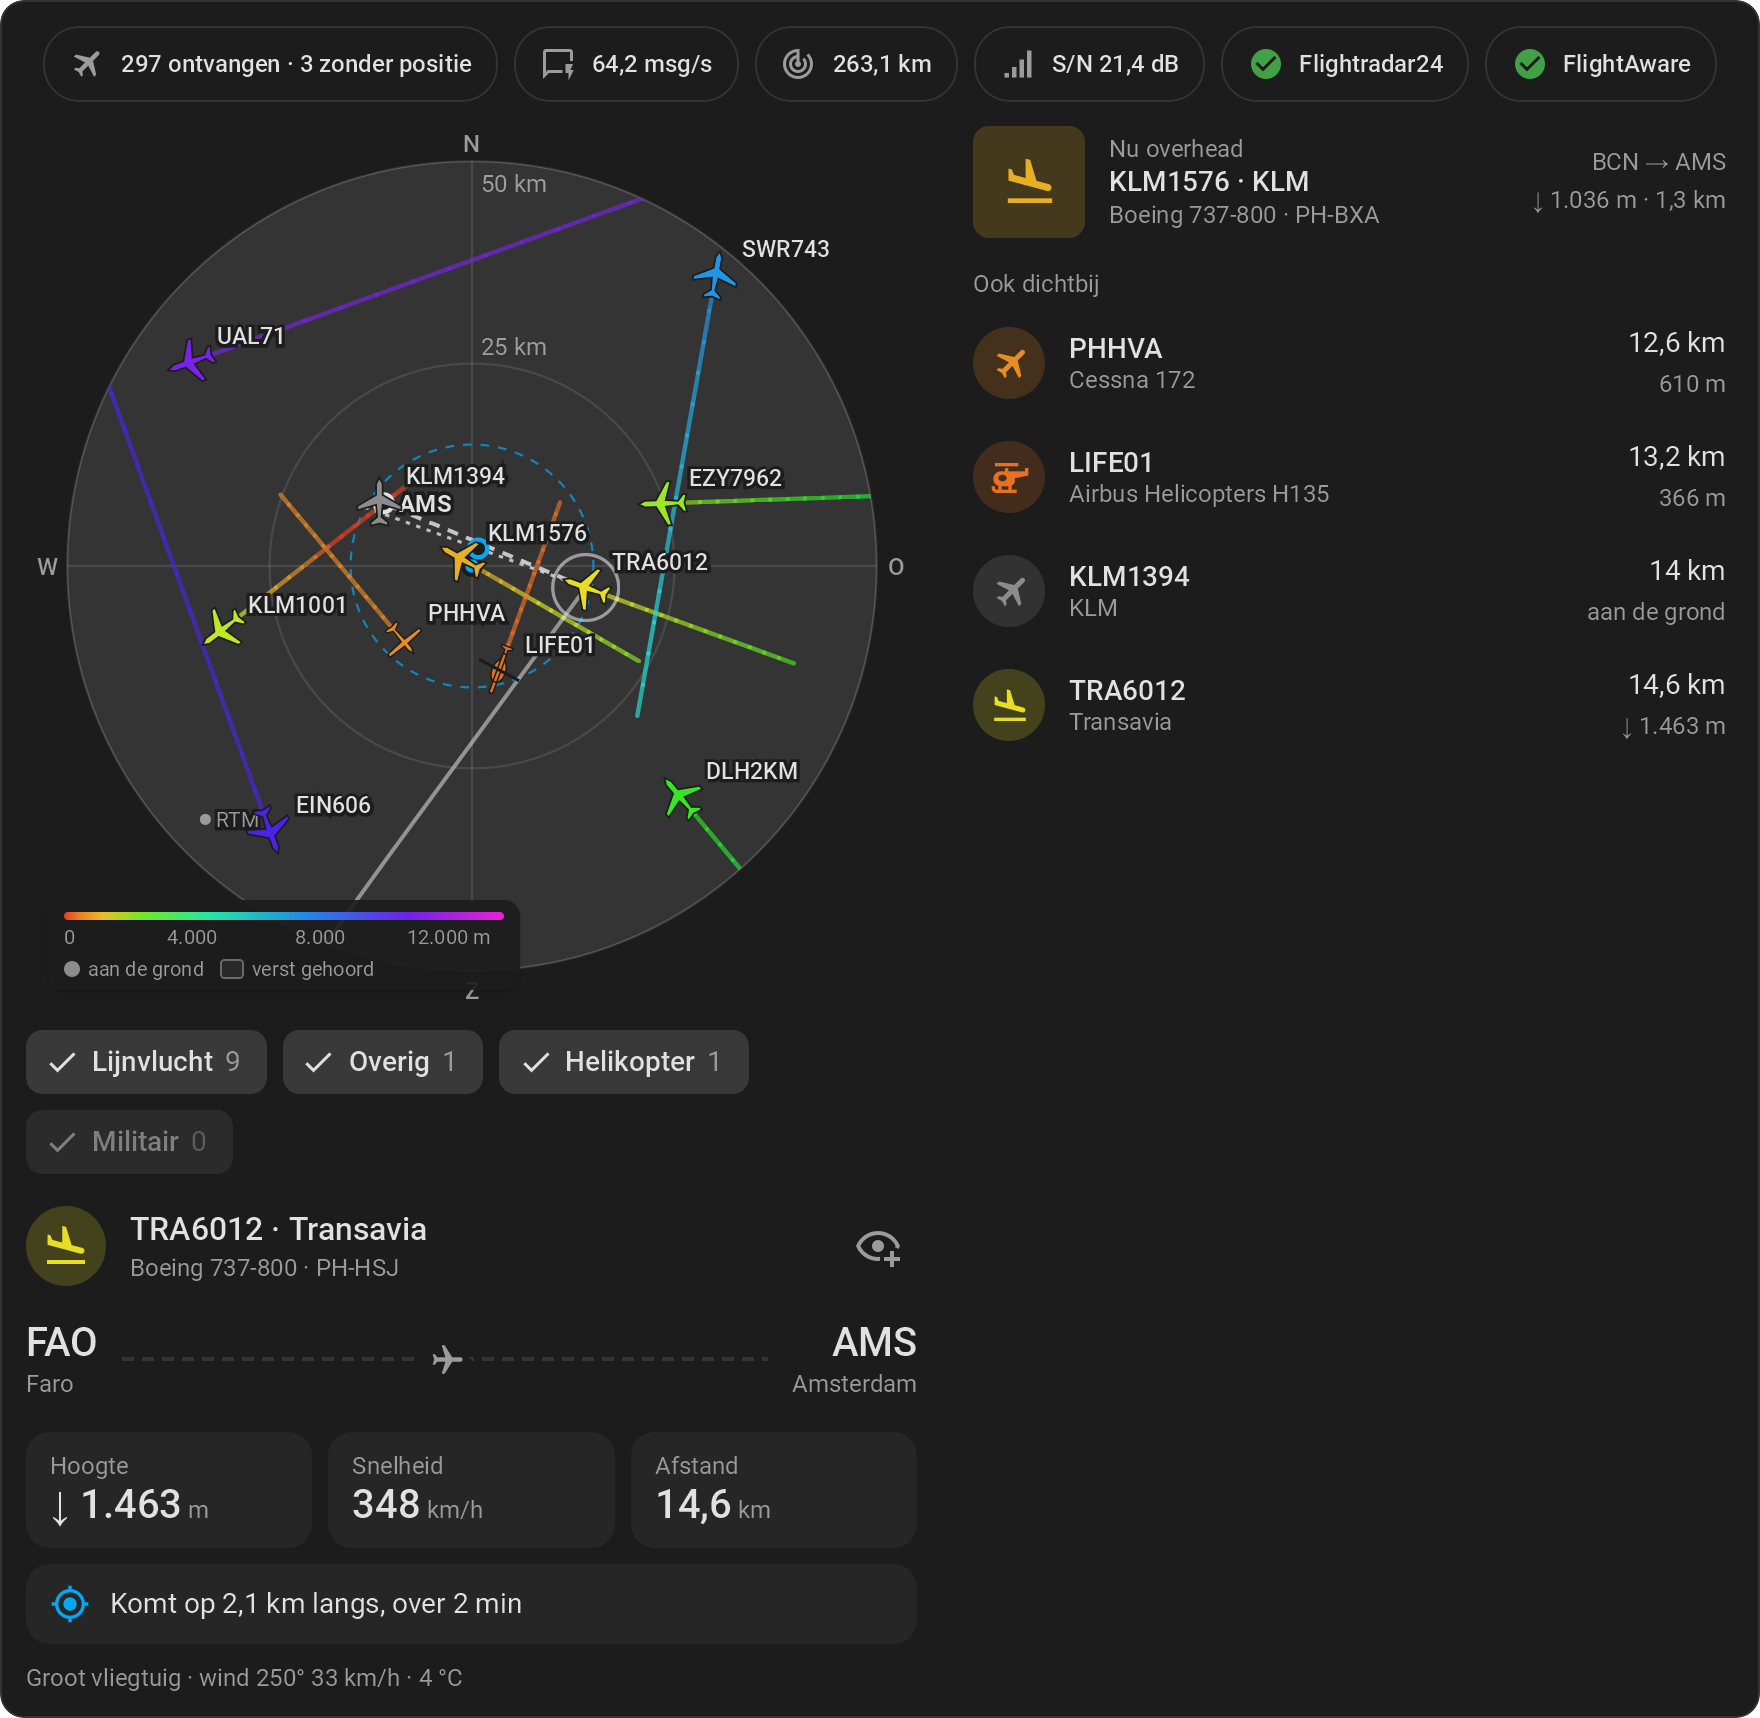 297 ontvangen · 3 zonder positie
64,2 msg/s
263,1 km
S/N 21,4 dB
Flightradar24
FlightAware
N
50 km
25 km
W
O
Z
SWR743
UAL71
EZY7962
KLM1394
AMS
KLM1576
TRA6012
KLM1001
PHHVA
LIFE01
DLH2KM
EIN606
RTM
0
4.000
8.000
12.000 m
aan de grond
verst gehoord
Nu overhead
KLM1576 · KLM
Boeing 737-800 · PH-BXA
BCN → AMS
↓ 1.036 m · 1,3 km
Ook dichtbij
PHHVA
Cessna 172
12,6 km
610 m
LIFE01
Airbus Helicopters H135
13,2 km
366 m
KLM1394
KLM
14 km
aan de grond
TRA6012
Transavia
14,6 km
↓ 1.463 m
Lijnvlucht 9
Overig 1
Helikopter 1
Militair 0
TRA6012 · Transavia
Boeing 737-800 · PH-HSJ
FAO
Faro
AMS
Amsterdam
Hoogte
↓ 1.463 m
Snelheid
348 km/h
Afstand
14,6 km
Komt op 2,1 km langs, over 2 min
Groot vliegtuig · wind 250° 33 km/h · 4 °C